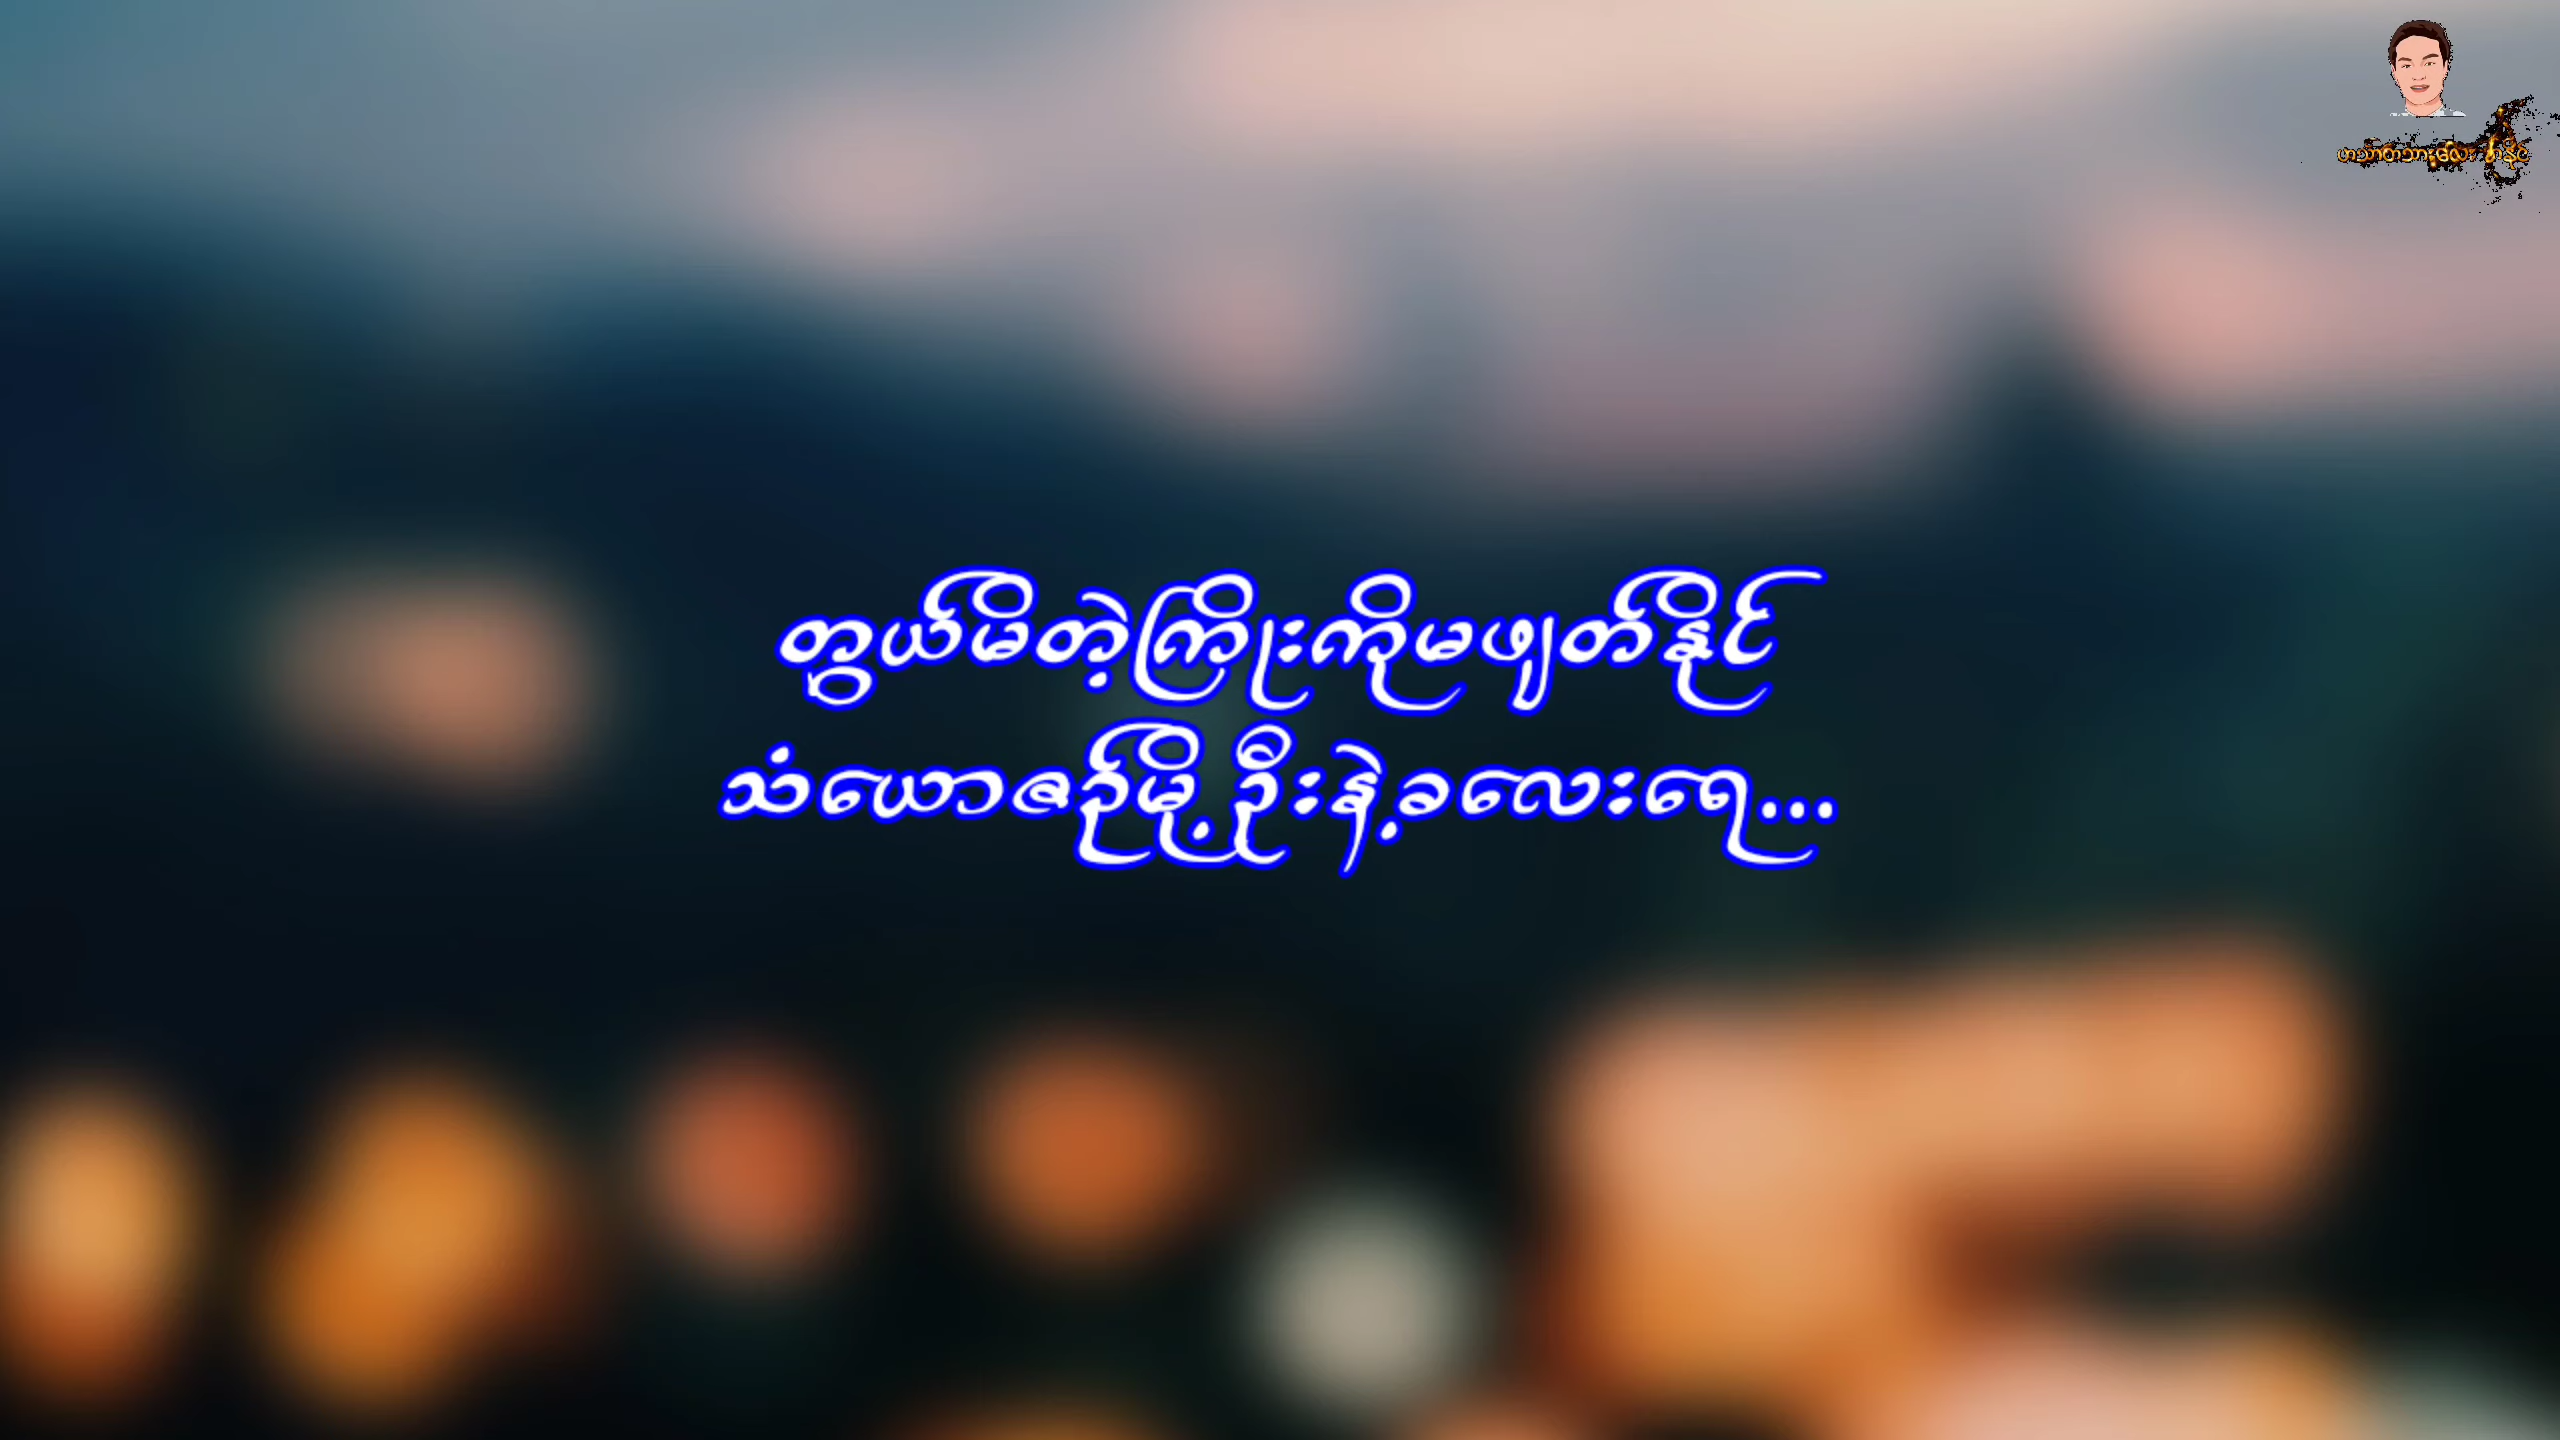 တွယ်မိတဲ့ကြိုးကိုမဖျတ်နိုင်
သံယောဇဉ်မို့ဦးနဲ့ခလေးရေ...